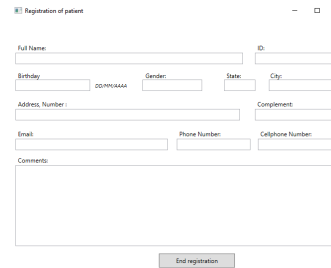 Registration of patient
Full Name: ID:
Birthday Gender: State: City:
DD/MM/AAAA
Address, Number : Complement:
Email: Phone Number: Cellphone Number:
Comments:
End registration